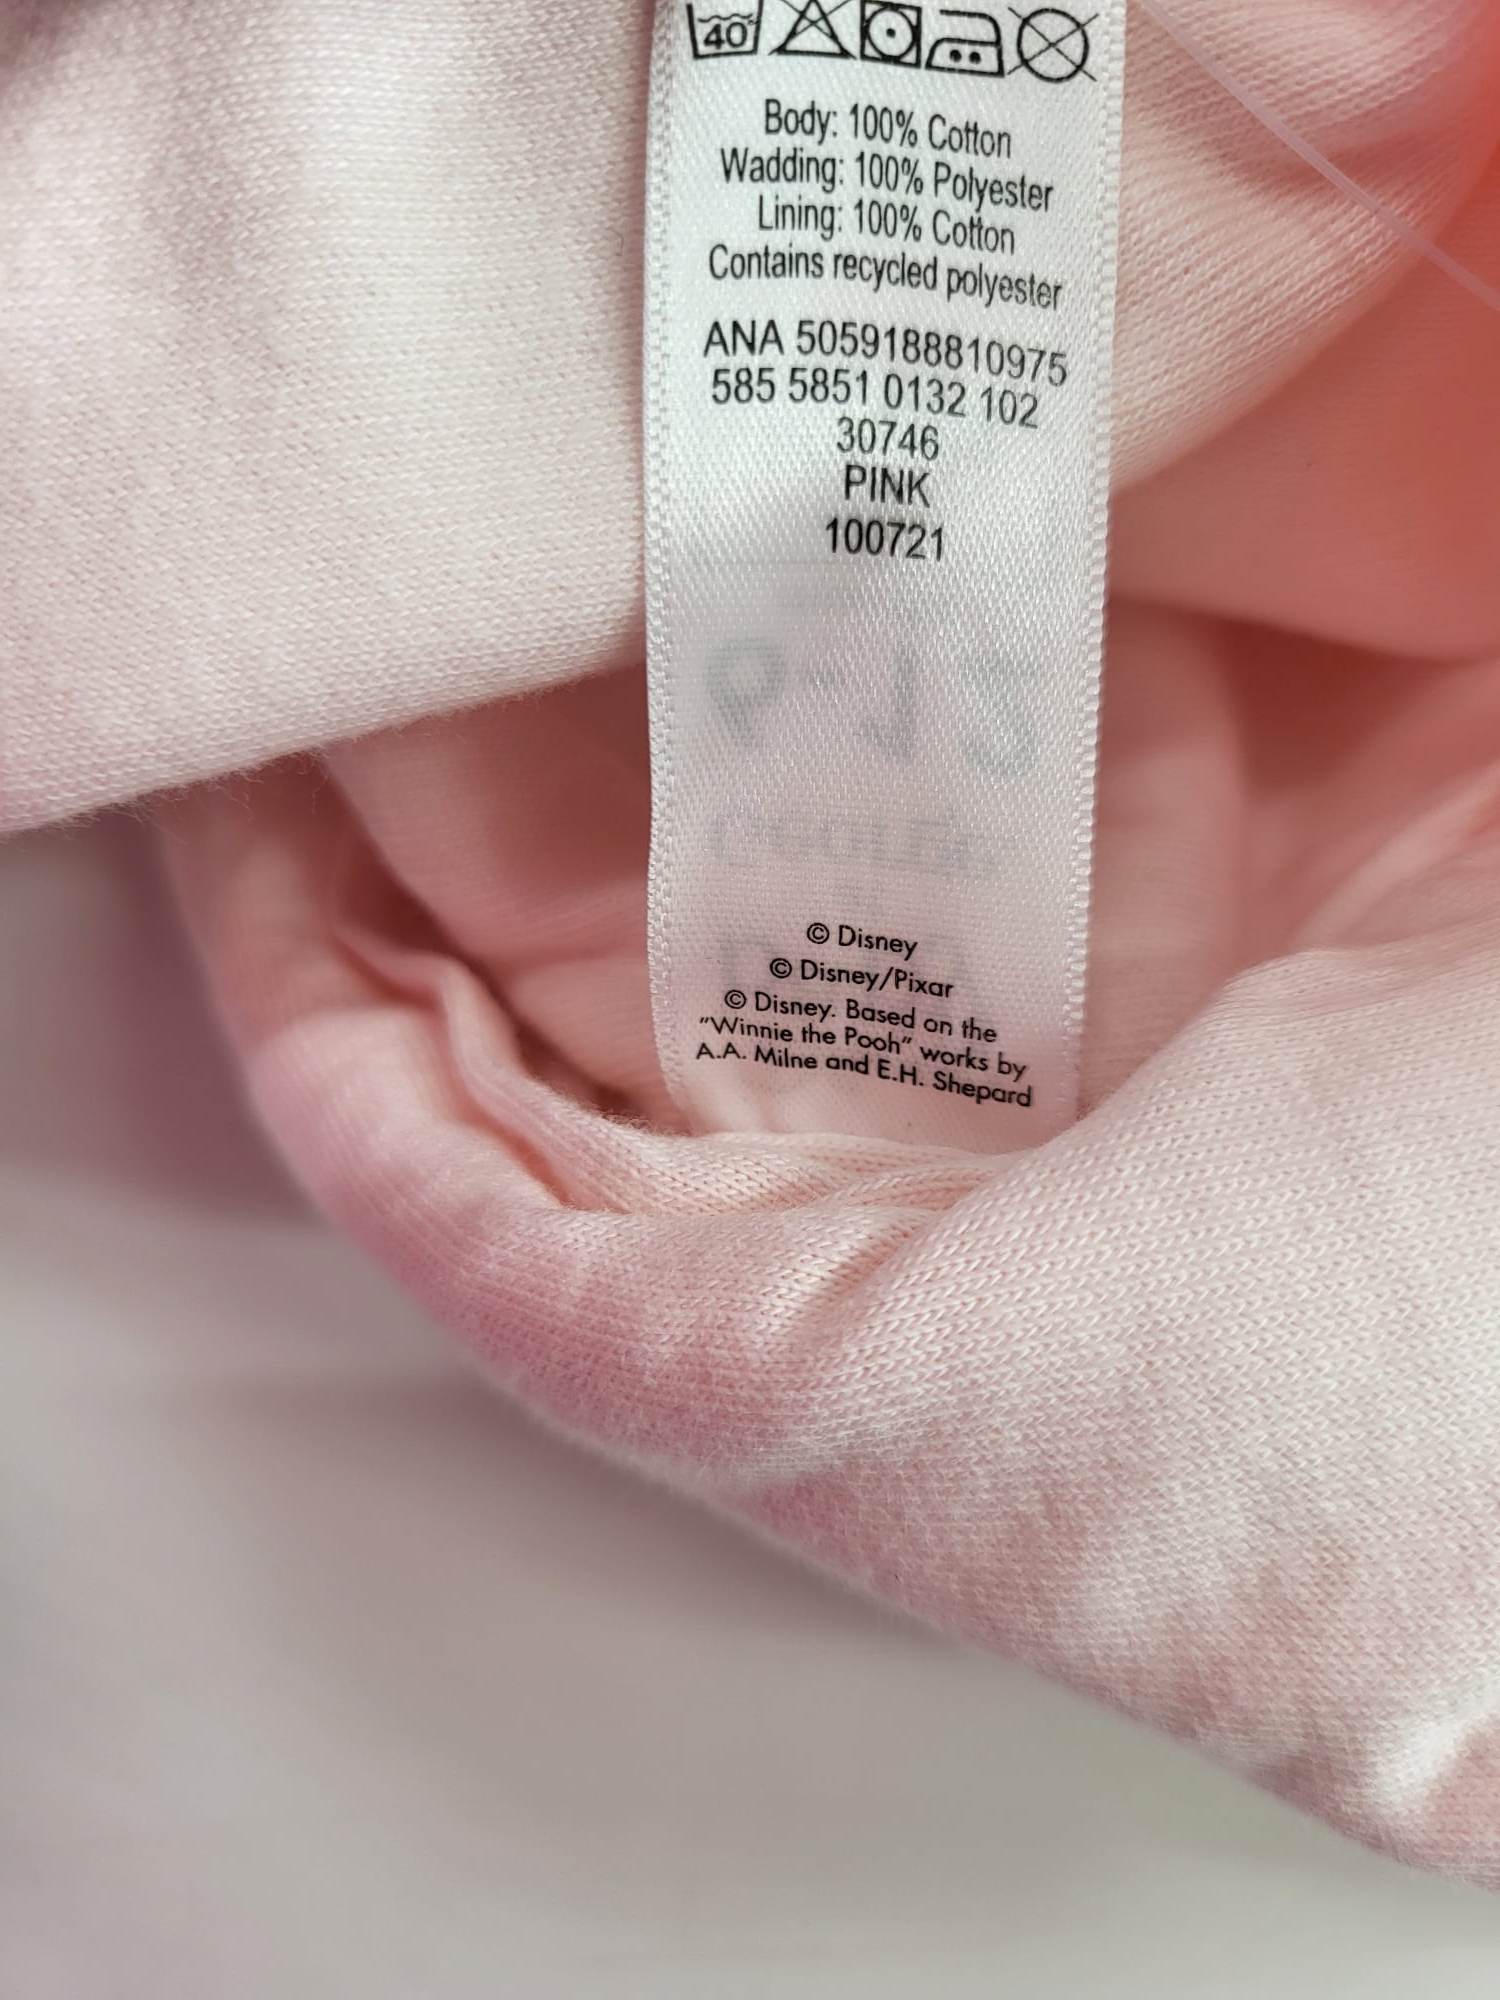 40
Body: 100% Cotton
Wadding: 100% Polyester
Lining: 100% Cotton
Contains recycled polyester
ANA 5059188810975
585 5851 0132 102
30746
PINK
100721
© Disney
© Disney/Pixar
© Disney. Based on the
"Winnie the Pooh" works by
A.A. Milne and E.H. Shepard